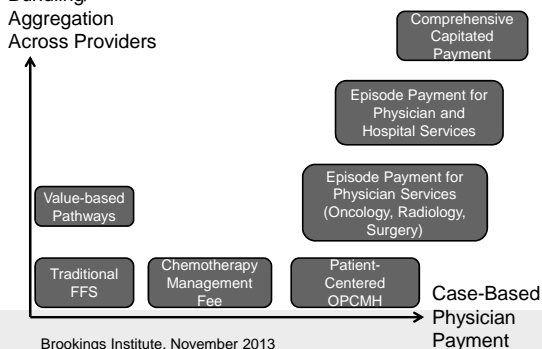 Bundling
Aggregation
Across Providers
Comprehensive
Capitated
Payment
Episode Payment for
Physician and
Hospital Services
Episode Payment for
Physician Services
(Oncology, Radiology,
Surgery)
Value-based
Pathways
Traditional
FFS
Chemotherapy
Management
Fee
Patient-
Centered
OPCMH
Case-Based
Physician
Payment
Brookings Institute, November 2013